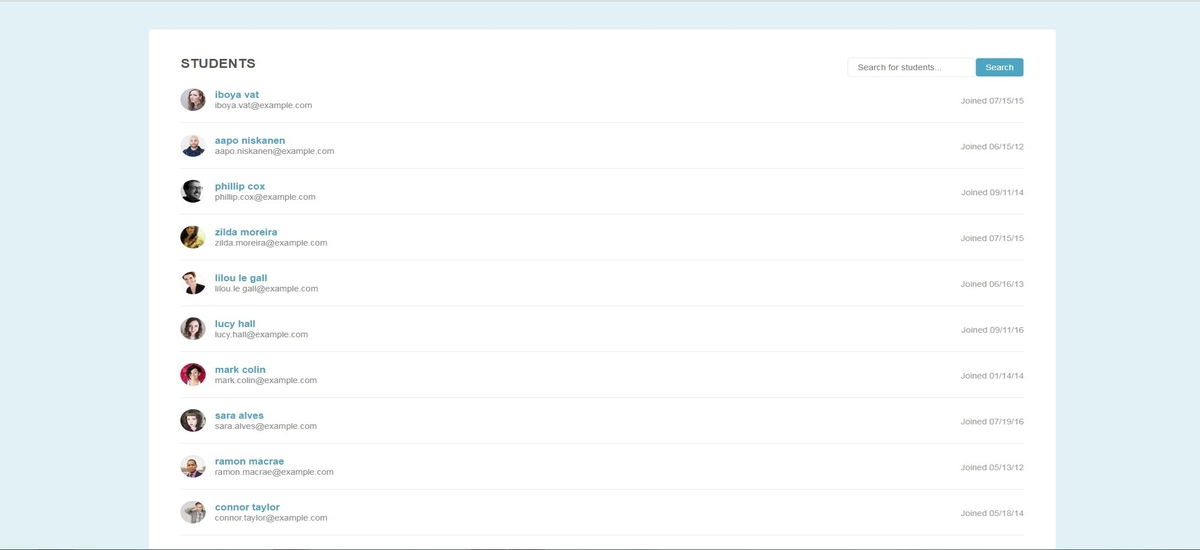 STUDENTS
Search for students...
Search
iboya vat
iboya.vat@example.com
Joined 07/15/15
aapo niskanen
aapo.niskanen@example.com
Joined 06/15/12
phillip cox
phillip.cox@example.com
Joined 09/11/14
zilda moreira
zilda.moreira@example.com
Joined 07/15/15
lilou le gall
lilou.le gall@example.com
Joined 06/16/13
lucy hall
lucy.hall@example.com
Joined 09/11/16
mark colin
mark.colin@example.com
Joined 01/14/14
sara alves
sara.alves@example.com
Joined 07/19/16
ramon macrae
ramon.macrae@example.com
Joined 05/13/12
connor taylor
connor.taylor@example.com
Joined 05/18/14